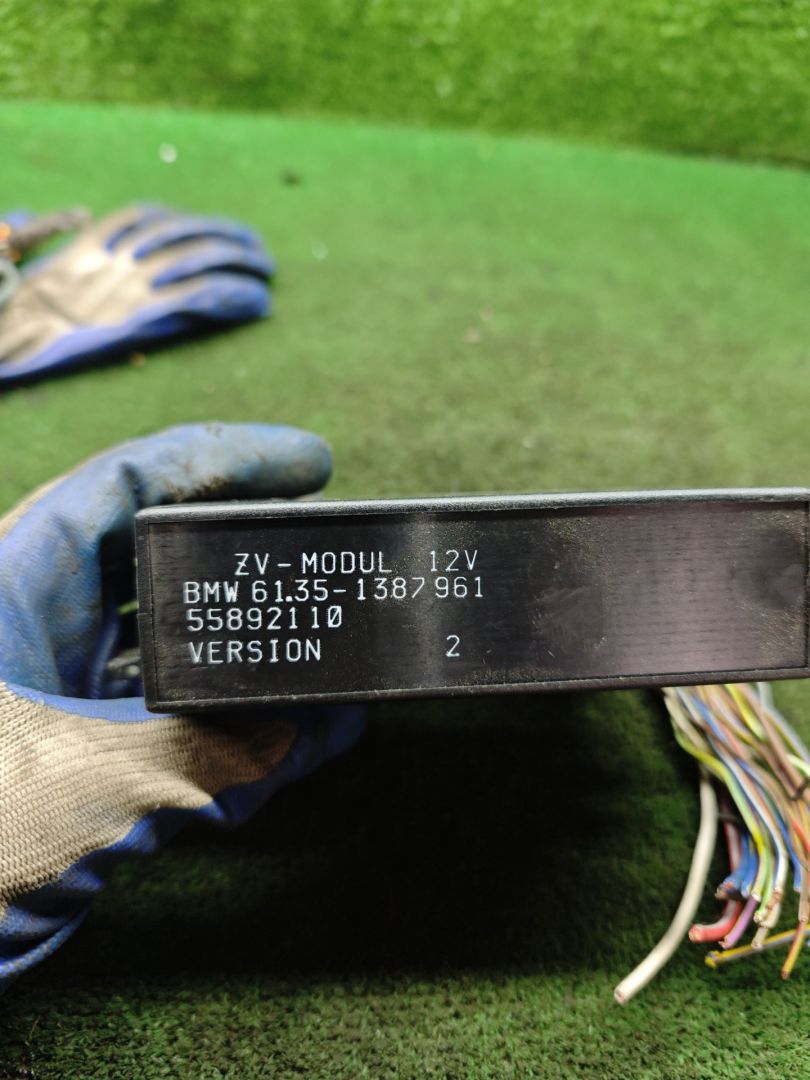 ZV-MODUL 12V
BMW 61.35-1387961
55892110
VERSION 2